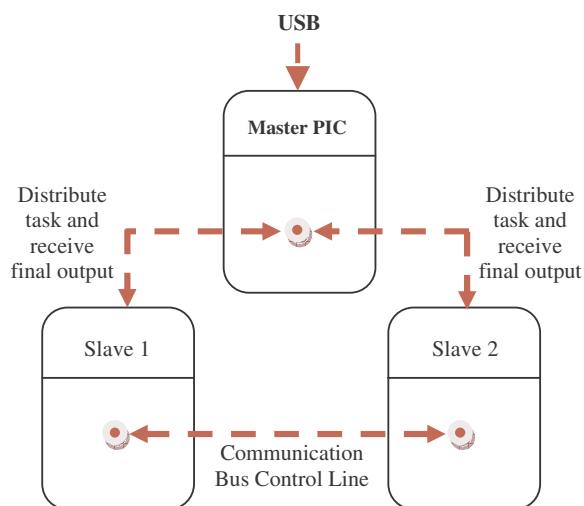 USB
Master PIC
Distribute
task and
receive
final output
Distribute
task and
receive
final output
Slave 1
Slave 2
Communication
Bus Control Line